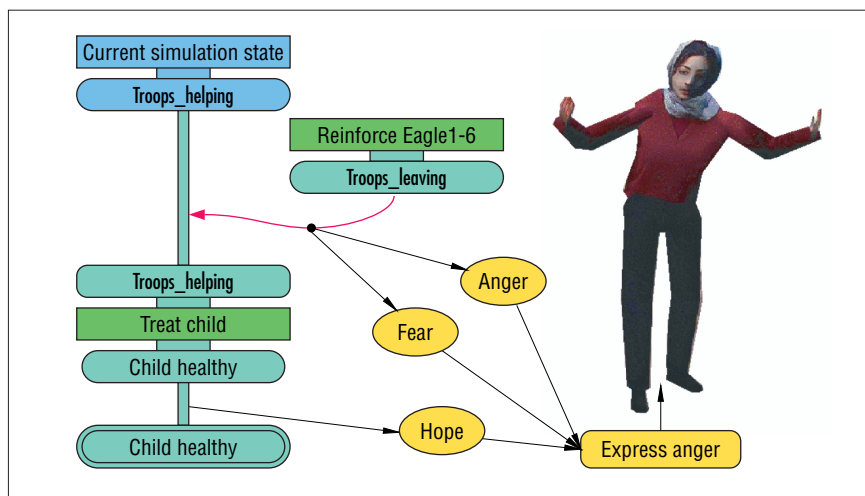 Current simulation state
Troops_helping
Reinforce Eagle1-6
Troops_leaving
Troops_helping
Anger
Treat child
Fear
Child healthy
Hope
Child healthy
Express anger